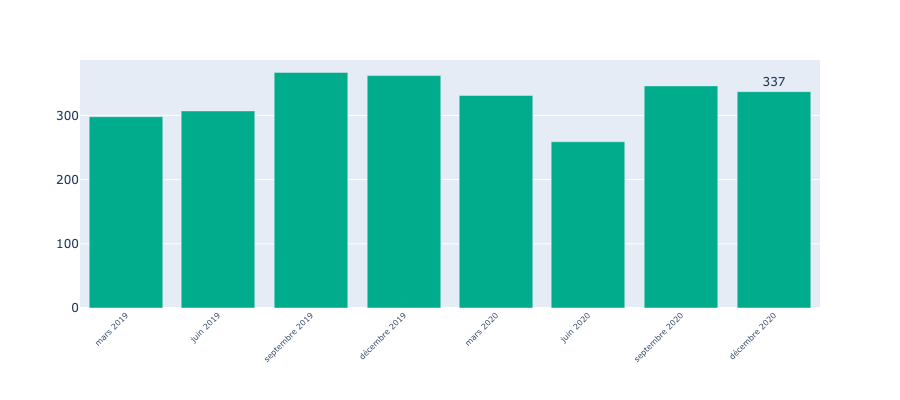 337
300
200
100
0
mars 2019
juin 2019
septembre 2019
décembre 2019
mars 2020
juin 2020
septembre 2020
décembre 2020